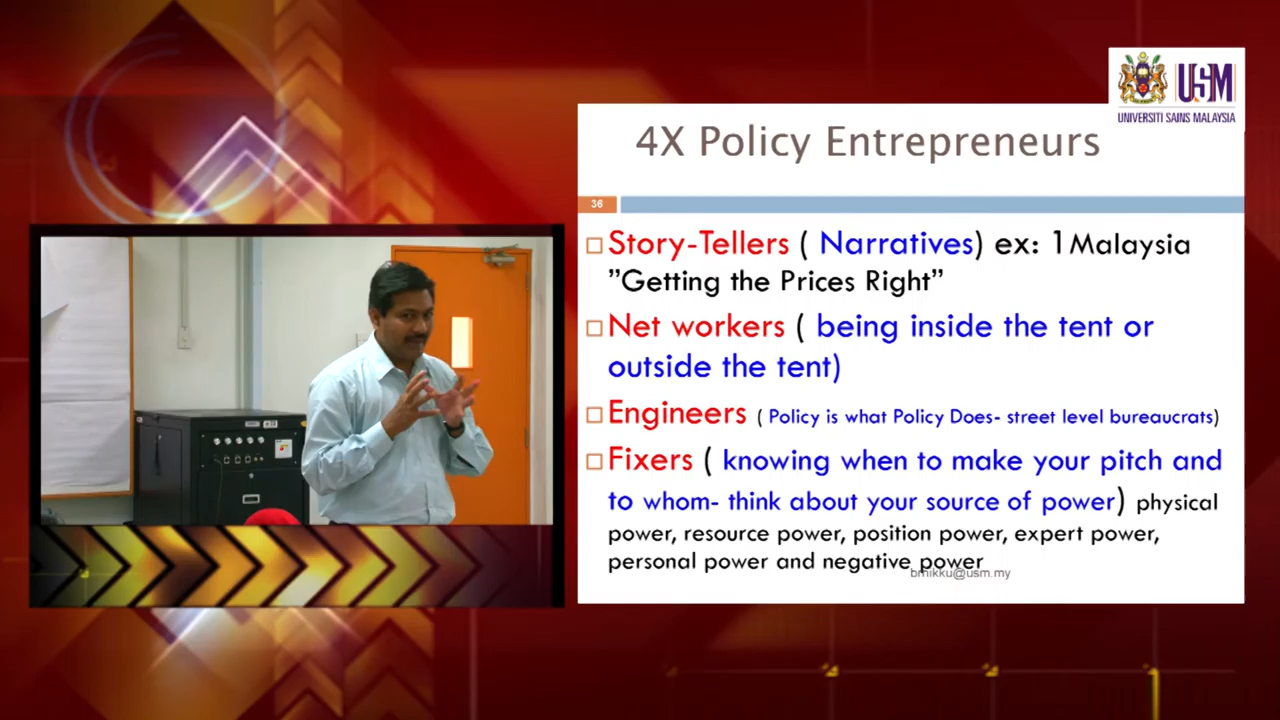 USM
UNIVERSITI SAINS MALAYSIA
4X Policy Entrepreneurs
36
Story-Tellers ( Narratives) ex: 1Malaysia
”Getting the Prices Right”
Net workers ( being inside the tent or
outside the tent)
Engineers ( Policy is what Policy Does- street level bureaucrats)
Fixers ( knowing when to make your pitch and
to whom- think about your source of power) physical
power, resource power, position power, expert power,
personal power and negative power
bmikku@usm.my